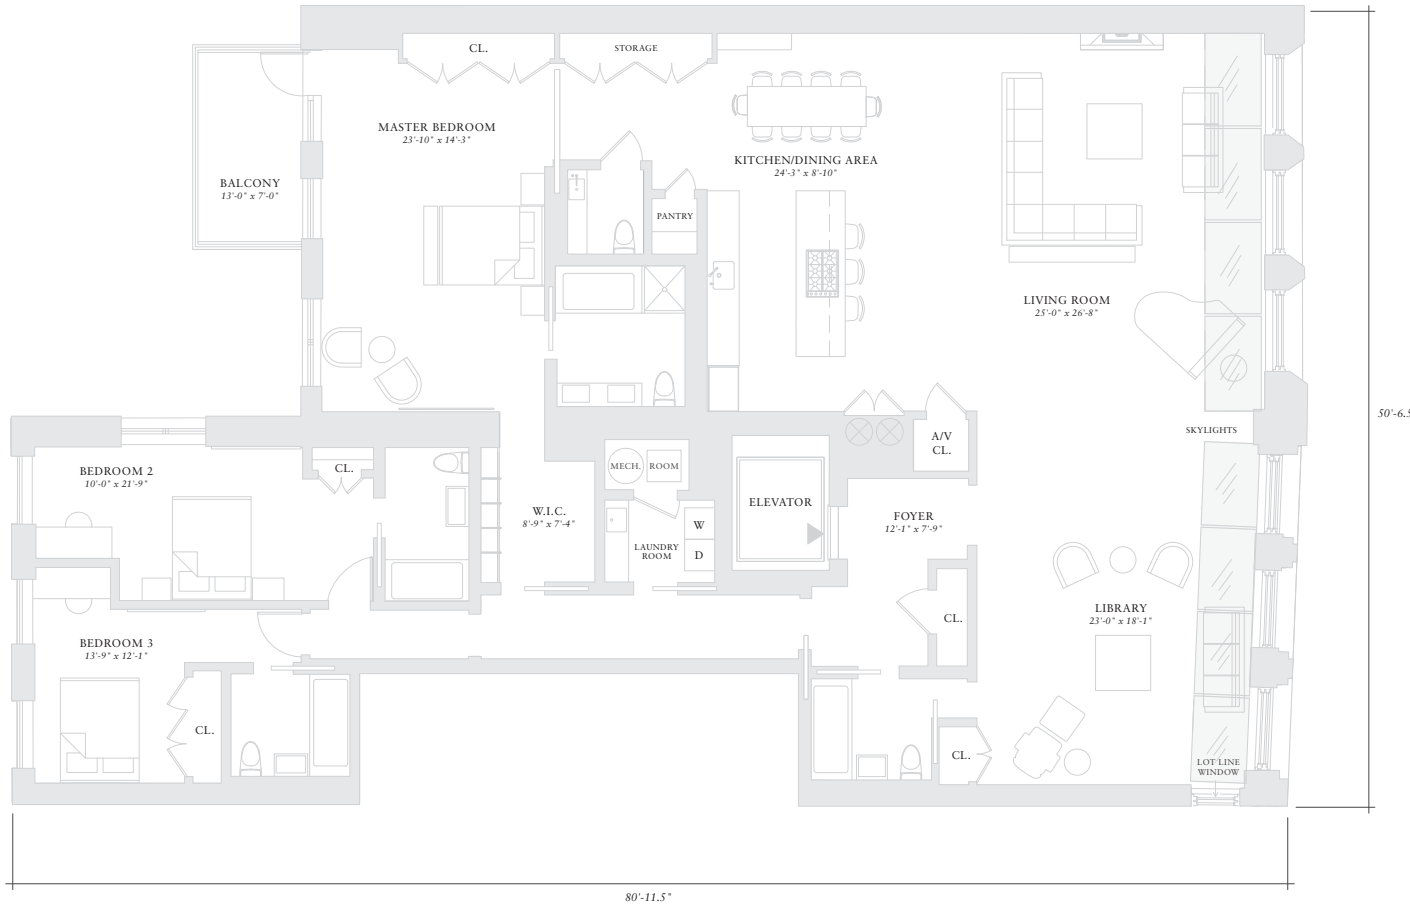 CL.
STORAGE
MASTER BEDROOM
23'-10" x 14'-3"
KITCHEN/DINING AREA
24'-3" x 8'-10"
BALCONY
13'-0" x 7'-0"
PANTRY
LIVING ROOM
25'-0" x 26'-8"
SKYLIGHTS
50'-6.5
A/V
CL.
BEDROOM 2
10'-0" x 21'-9"
CL.
MECH.
ROOM
ELEVATOR
W.I.C.
8'-9" x 7'-4"
FOYER
12'-1" x 7'-9"
W
LAUNDRY
ROOM
D
LIBRARY
23'-0" x 18'-1"
CL.
BEDROOM 3
13'-9" x 12'-1"
CL.
CL.
LOT LINE
WINDOW
80'-11.5"